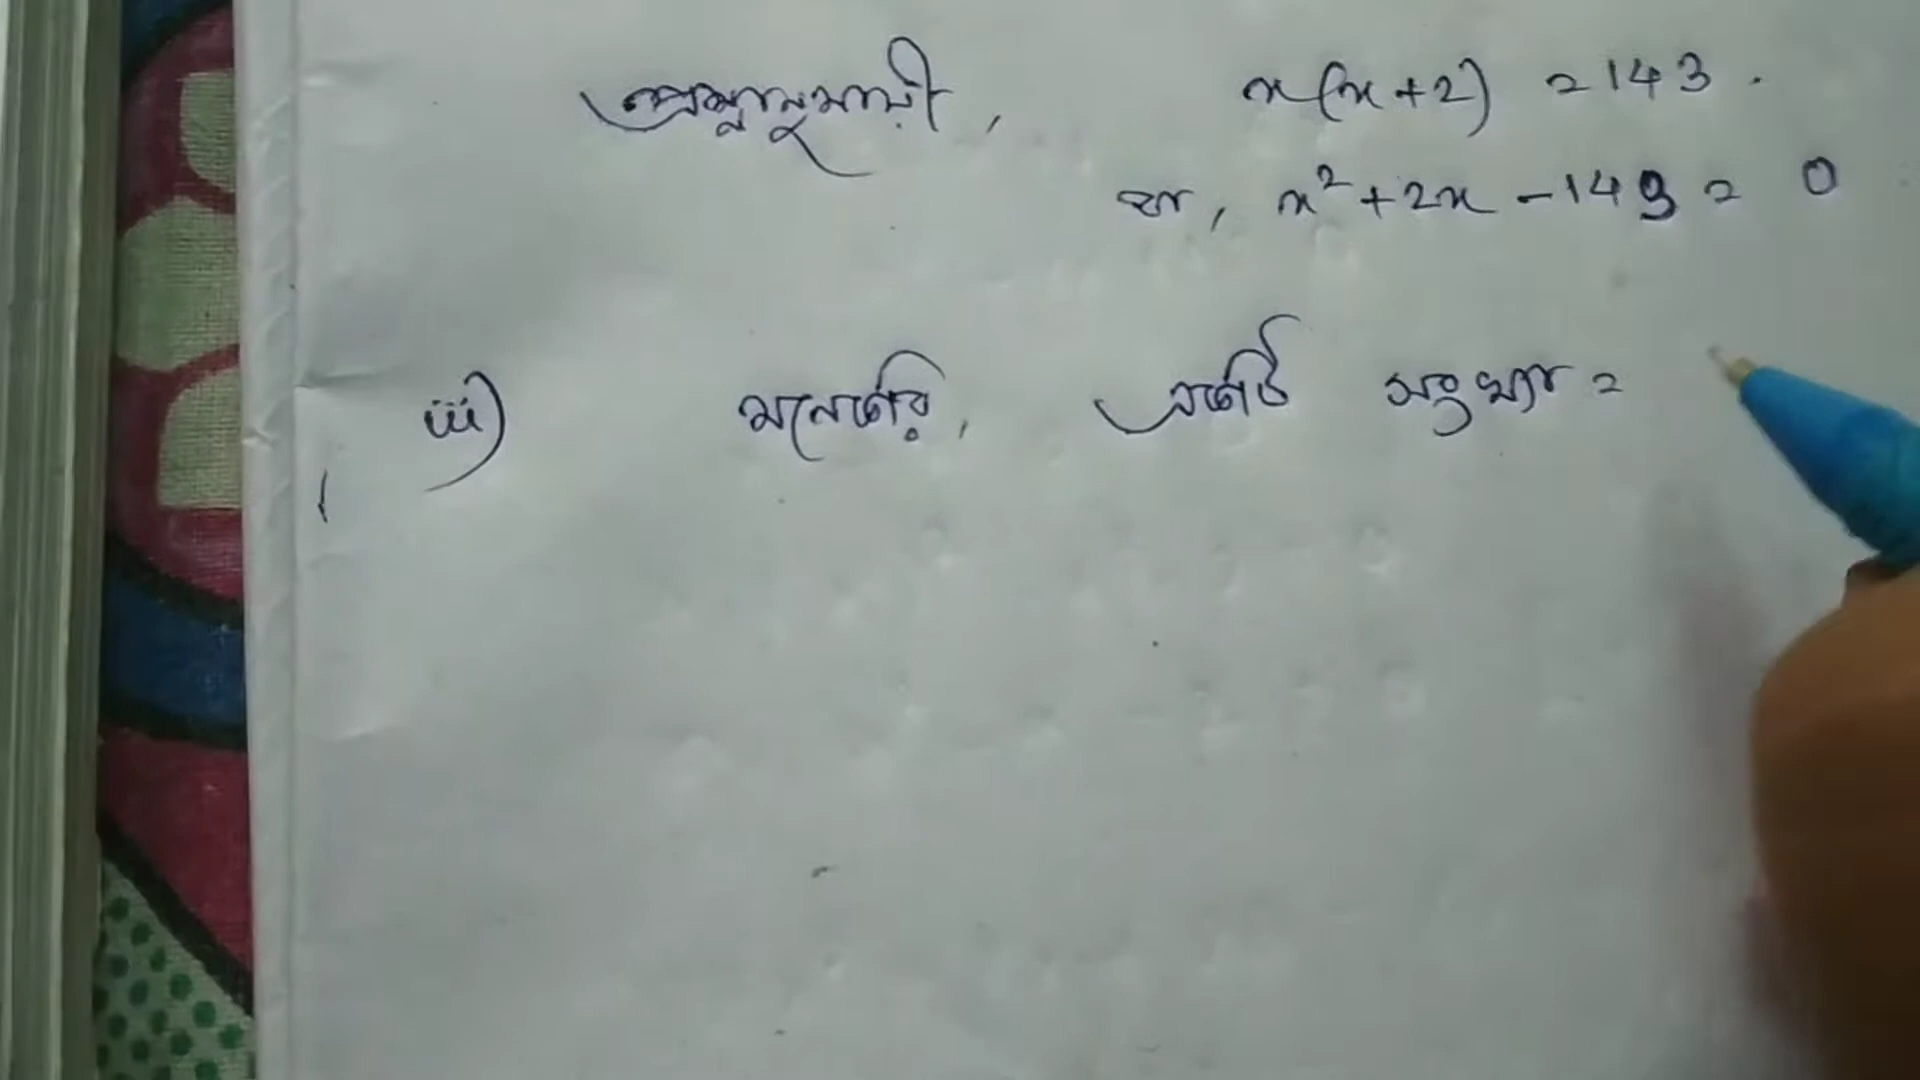 প্রশ্নানুযায়ী, x(x+2) = 143.
বা, x² + 2x - 143 = 0
iii) মনেকরি, একটি সংখ্যা =